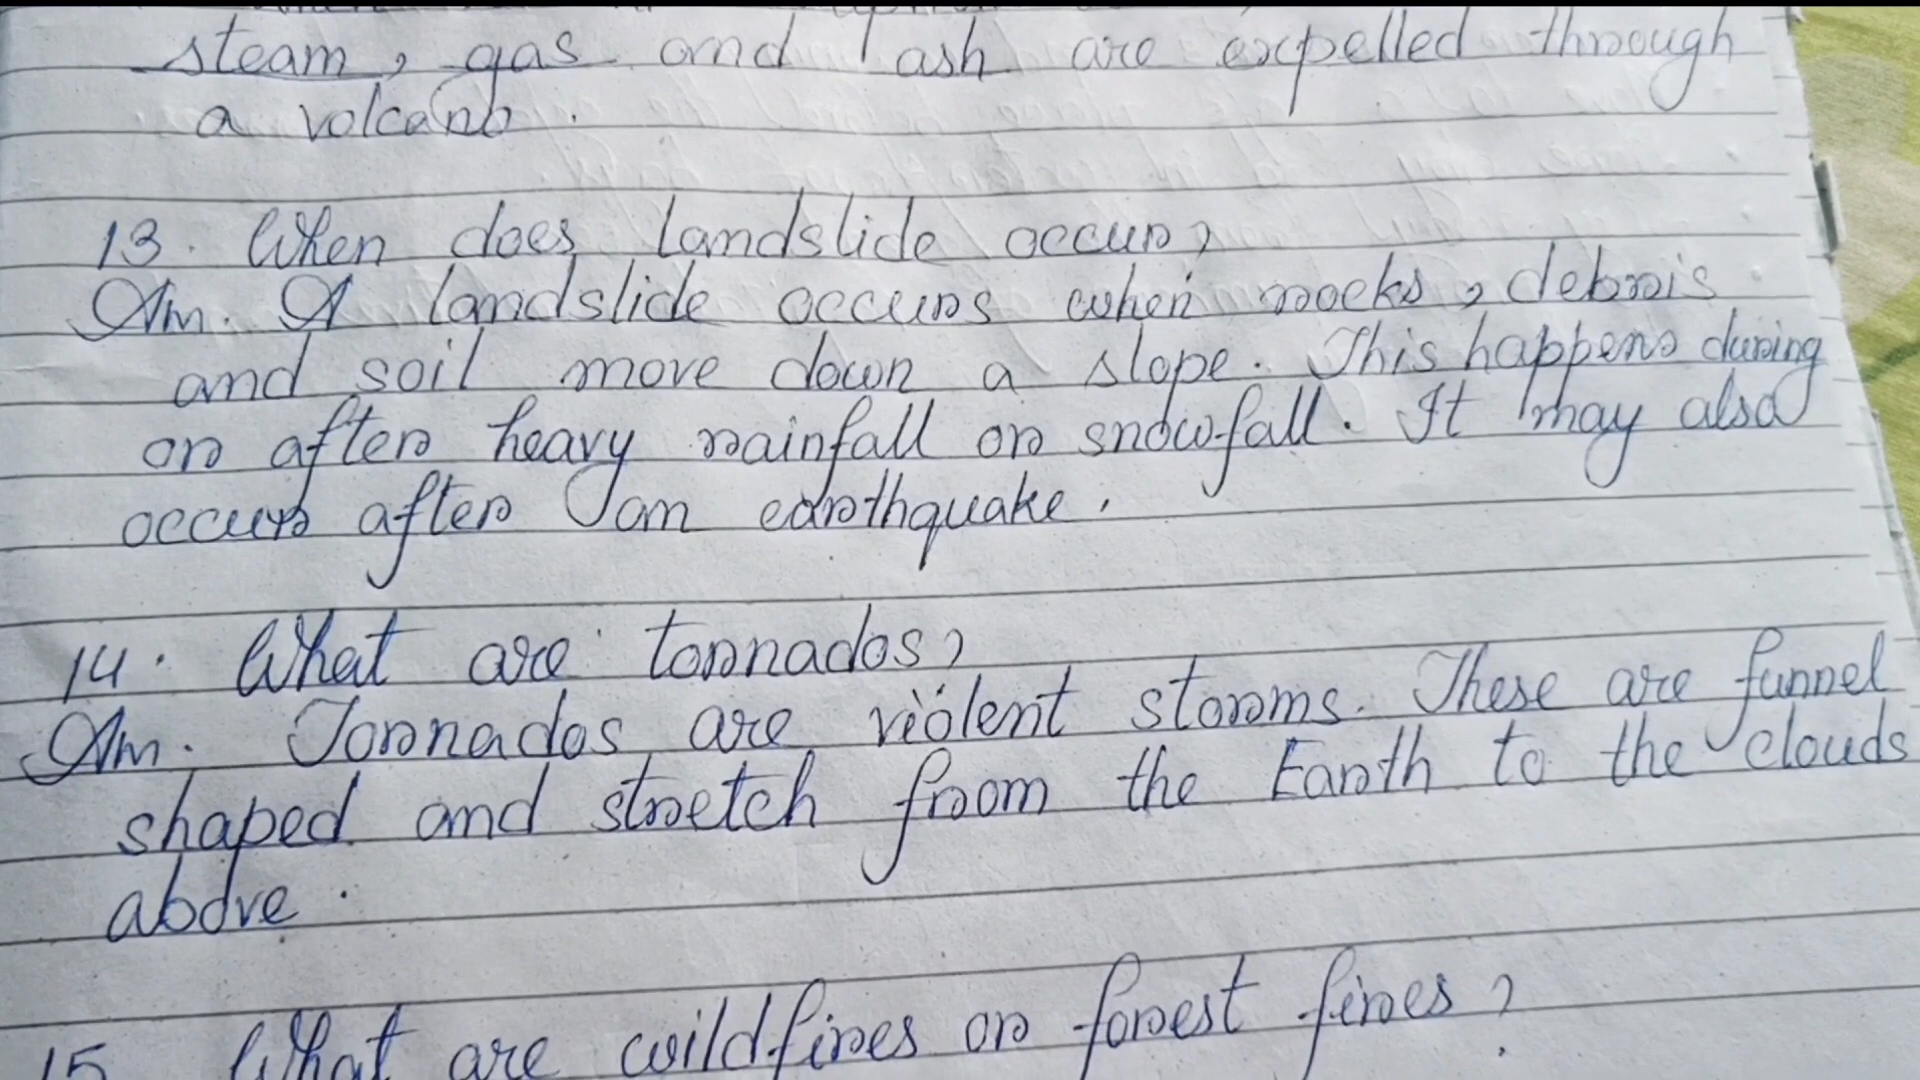 steam, gas and ash are expelled through
a volcano.
13. When does landslide occur?
Ans. A landslide occurs when rocks, debris
and soil move down a slope. This happens during
or after heavy rainfall or snowfall. It may also
occur after an earthquake.
14. What are tornados?
Ans. Tornados are violent storms. These are funnel
shaped and stretch from the Earth to the clouds
above.
15 What are wildfires or forest fires?